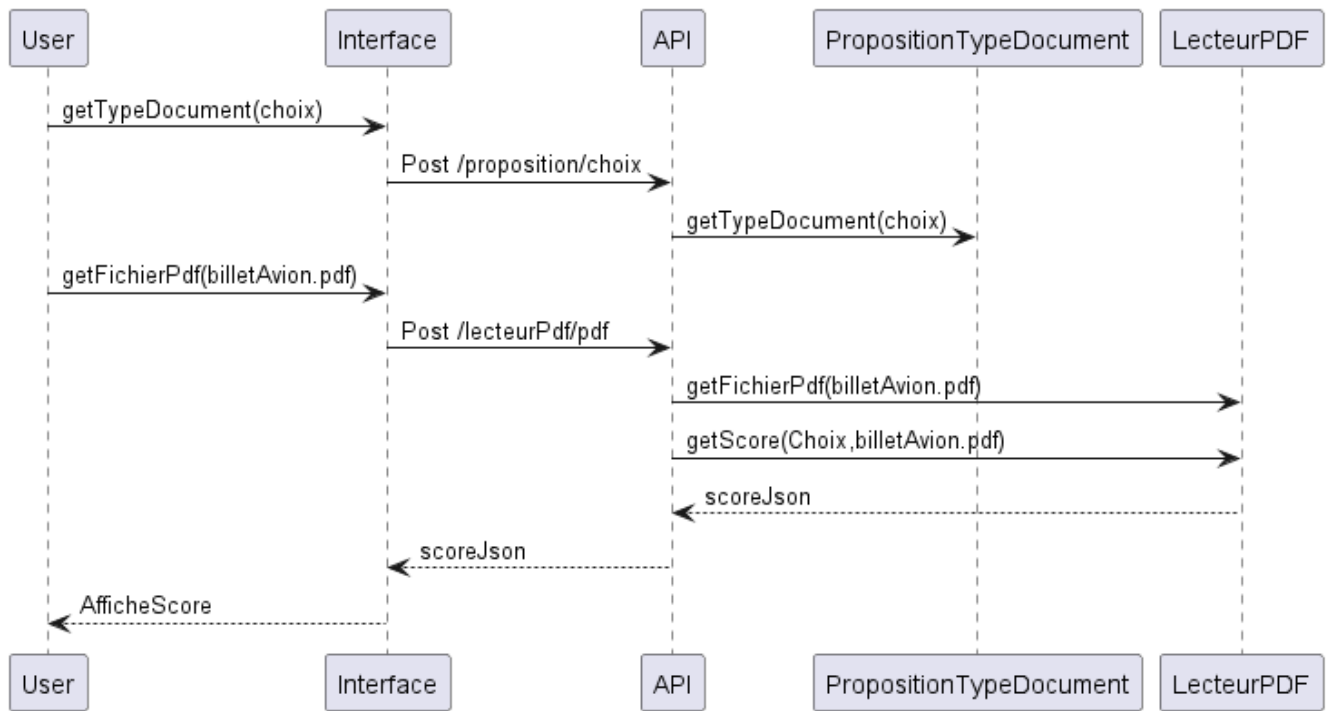 User
Interface
API
PropositionTypeDocument
LecteurPDF
getTypeDocument(choix)
Post /proposition/choix
getTypeDocument(choix)
getFichierPdf(billetAvion.pdf)
Post /lecteurPdf/pdf
getFichierPdf(billetAvion.pdf)
getScore(Choix,billetAvion.pdf)
scoreJson
scoreJson
AfficheScore
User
Interface
API
PropositionTypeDocument
LecteurPDF